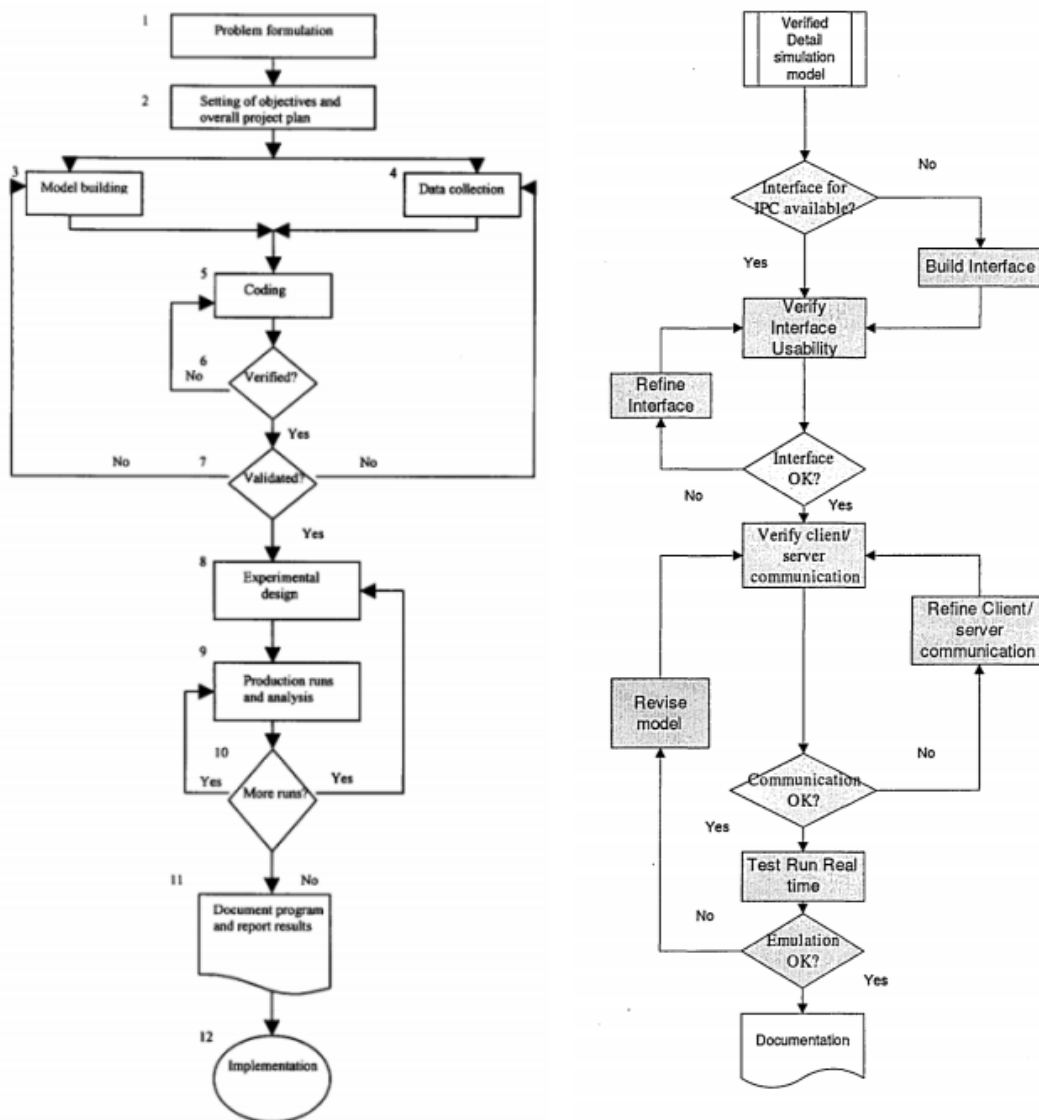 1
Problem formulation
2
Setting of objectives and
overall project plan
3
Model building
4
Data collection
5
Coding
6
No
Verified?
Yes
No
7
Validated?
No
Yes
8
Experimental
design
9
Production runs
and analysis
10
Yes
More runs?
Yes
No
11
Document program
and report results
12
Implementation
Verified
Detail
simulation
model
No
Interface for
IPC available?
Yes
Build Interface
Verify
Interface
Usability
Refine
Interface
Interface
OK?
No
Yes
Verify client/
server
communication
Refine Client/
server
communication
Revise
model
No
Communication
OK?
Yes
Test Run Real
time
No
Emulation
OK?
Yes
Documentation